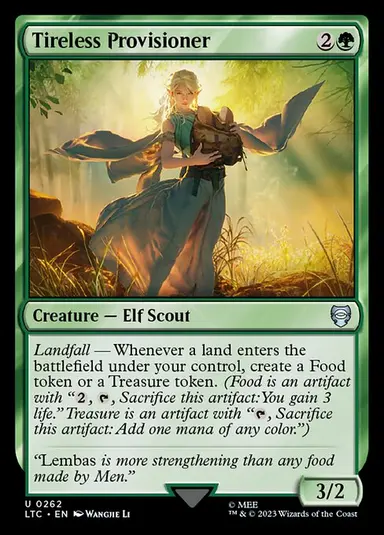 Tireless Provisioner 2
Creature — Elf Scout
Landfall — Whenever a land enters the
battlefield under your control, create a Food
token or a Treasure token. (Food is an artifact
with “2, , Sacrifice this artifact: You gain 3
life.” Treasure is an artifact with “ , Sacrifice
this artifact: Add one mana of any color.”)
“Lembas is more strengthening than any food
made by Men.”
3/2
U 0262
LTC • EN Wangjie Li
© MEE
™ & © 2023 Wizards of the Coast